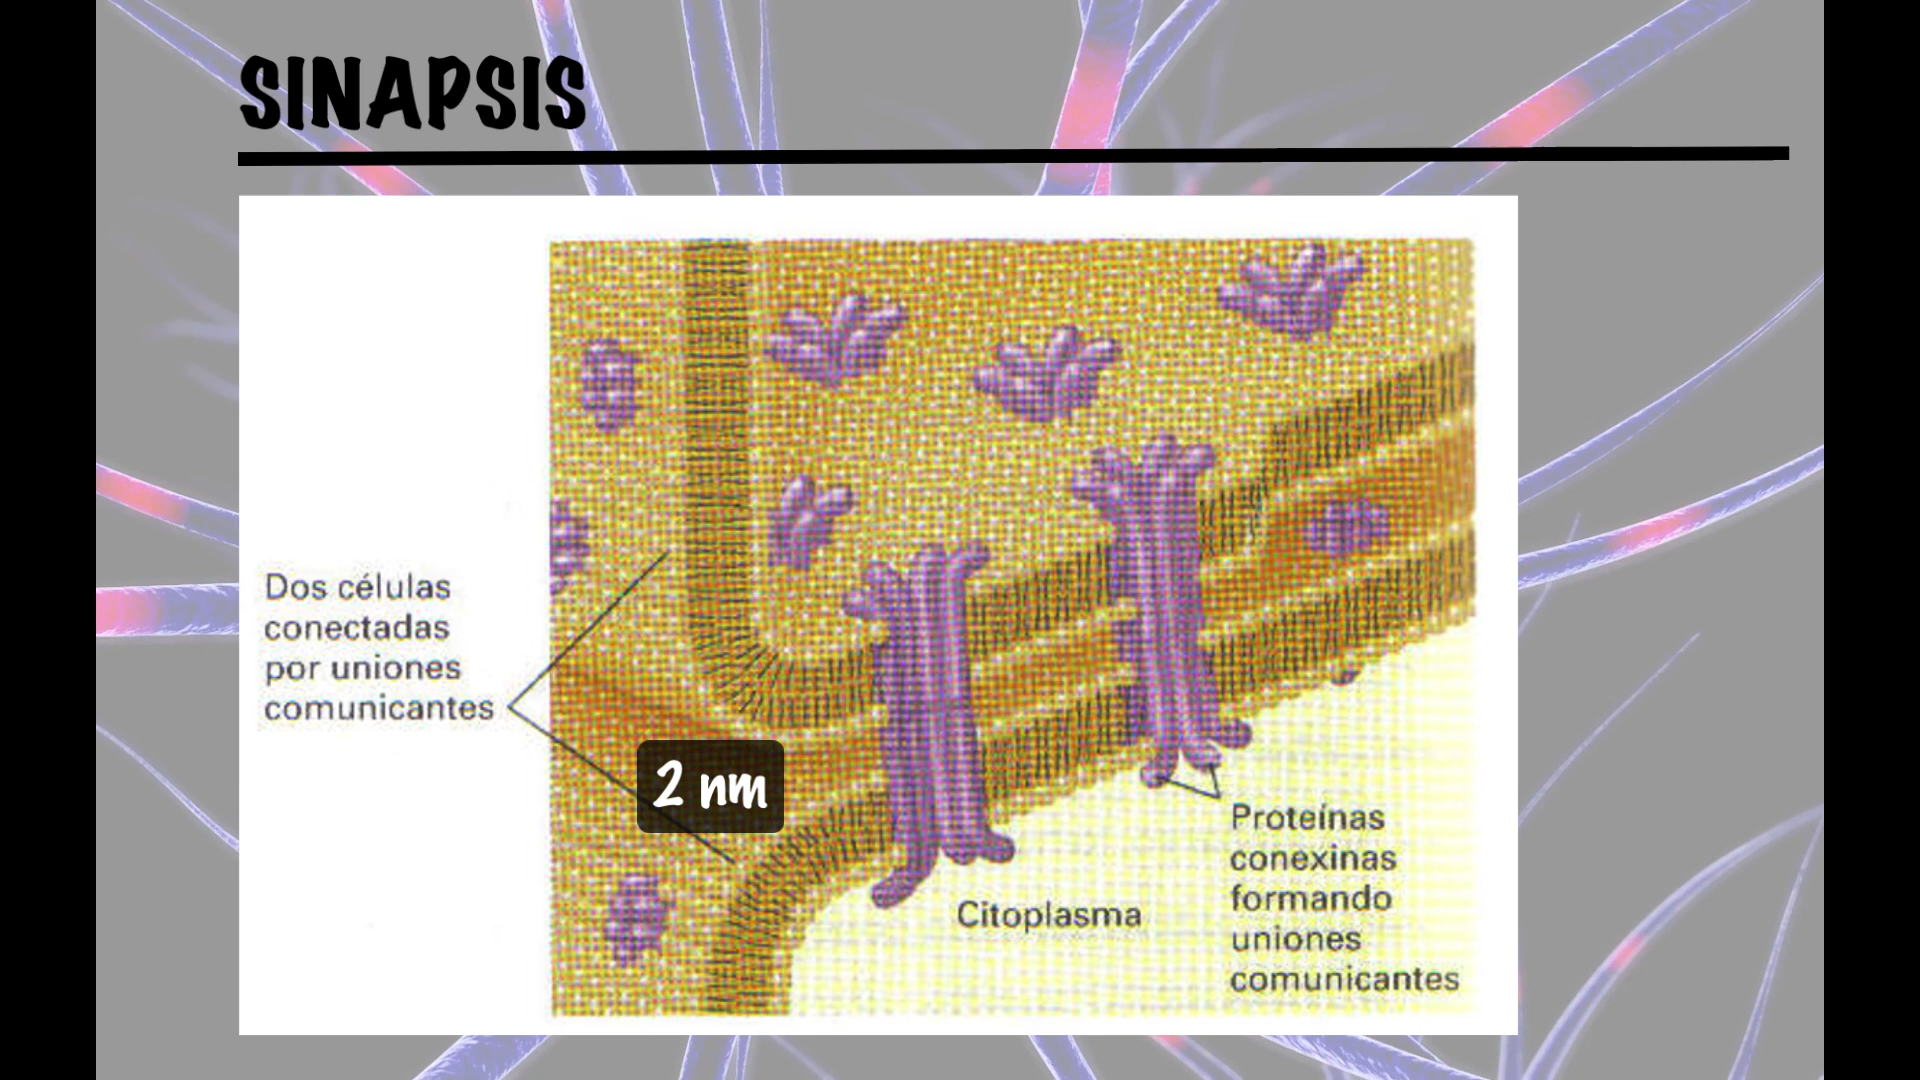 SINAPSIS
Dos células
conectadas
por uniones
comunicantes
2 nm
Citoplasma
Proteínas
conexinas
formando
uniones
comunicantes